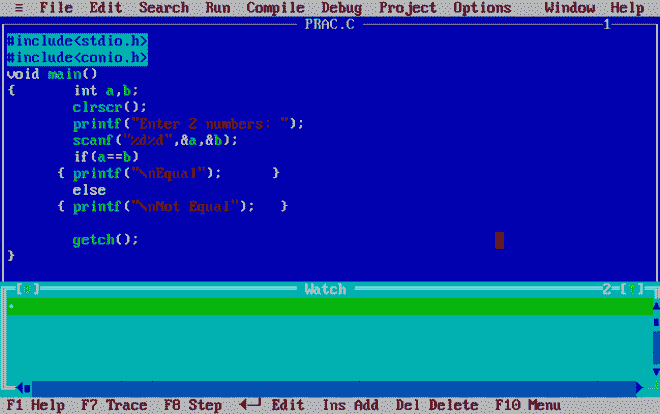 ≡ File Edit Search Run Compile Debug Project Options Window Help
PRAC.C 1
#include<stdio.h>
#include<conio.h>
void main()
{ int a,b;
clrscr();
printf("Enter 2 numbers: ");
scanf("%d%d",&a,&b);
if(a==b)
{ printf("\nEqual"); }
else
{ printf("\nNot Equal"); }
getch();
}
Watch 2
F1 Help F7 Trace F8 Step ←┘ Edit Ins Add Del Delete F10 Menu